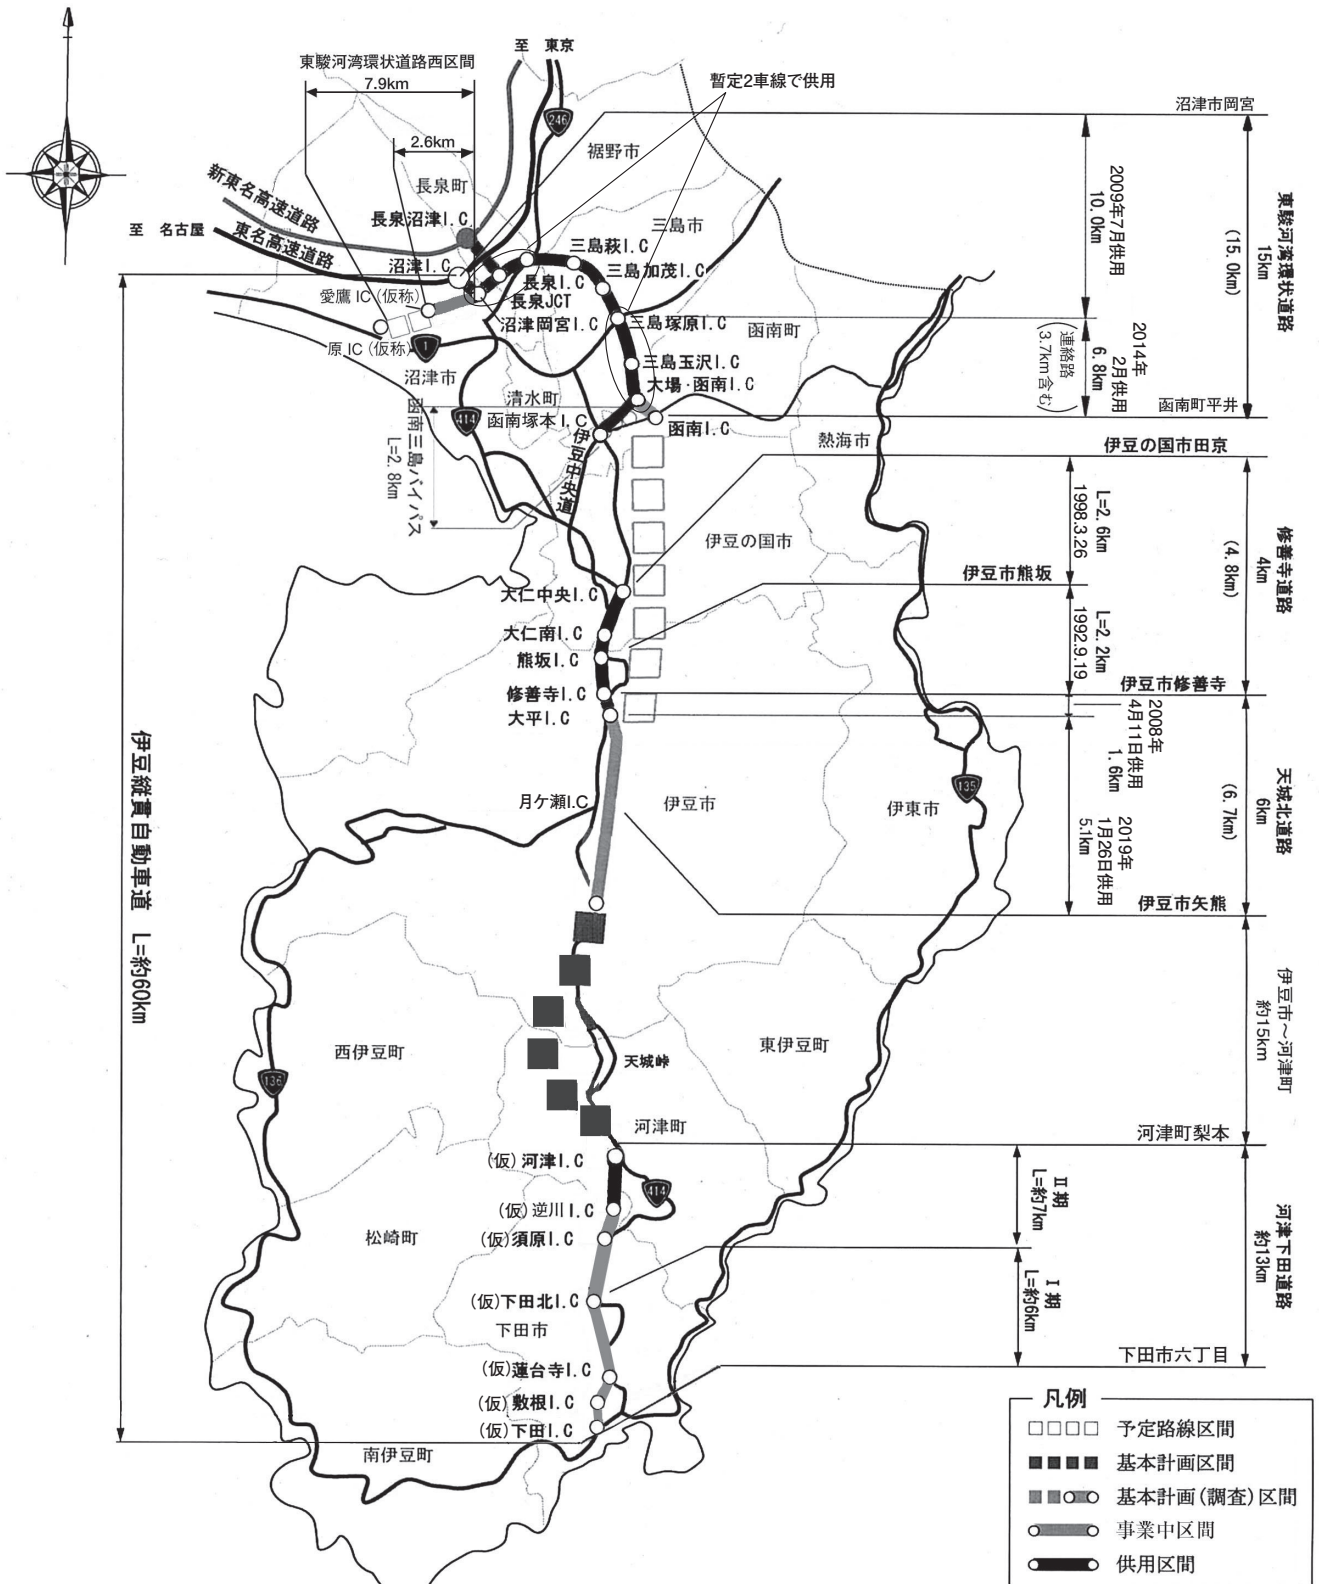 至 東京
東駿河湾環状道路西区間
7.9km
2.6km
暫定2車線で供用
246
裾野市
長泉町
三島市
新東名高速道路
至 名古屋
東名高速道路
長泉沼津I.C
沼津I.C
三島萩I.C
三島加茂I.C
長泉I.C
長泉JCT
愛鷹IC(仮称)
沼津岡宮I.C
三島塚原I.C
原IC(仮称)
1
沼津市
函南町
三島玉沢I.C
大場・函南I.C
清水町
414
函南塚本I.C
函南I.C
函南三島バイパス
L=2.8km
伊豆中央道
熱海市
伊豆の国市
大仁中央I.C
大仁南I.C
熊坂I.C
修善寺I.C
大平I.C
月ケ瀬I.C
伊豆市
伊東市
135
伊豆縦貫自動車道 L=約60km
西伊豆町
東伊豆町
天城峠
136
河津町
(仮)河津I.C
414
(仮)逆川I.C
(仮)須原I.C
松崎町
(仮)下田北I.C
下田市
(仮)蓮台寺I.C
(仮)敷根I.C
(仮)下田I.C
南伊豆町
沼津市岡宮
2009年7月供用
10.0km
東駿河湾環状道路
15km
(15.0km)
2014年
2月供用
6.8km
(連絡路
3.7km含む)
函南町平井
伊豆の国市田京
L=2.6km
1998.3.26
修善寺道路
4km
(4.8km)
伊豆市熊坂
L=2.2km
1992.9.19
伊豆市修善寺
2008年
4月11日供用
1.6km
天城北道路
6km
(6.7km)
2019年
1月26日供用
5.1km
伊豆市矢熊
伊豆市～河津町
約15km
河津町梨本
Ⅱ期
L=約7km
河津下田道路
約13km
Ⅰ期
L=約6km
下田市六丁目
凡例
予定路線区間
基本計画区間
基本計画(調査)区間
事業中区間
供用区間